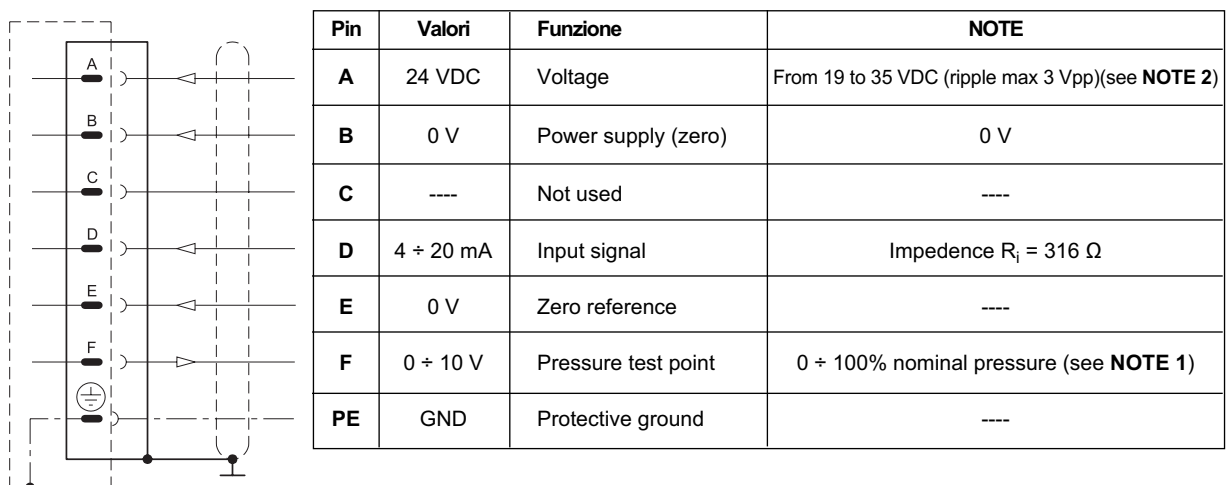 A
B
C
D
E
F
Pin Valori Funzione NOTE
A 24 VDC Voltage From 19 to 35 VDC (ripple max 3 Vpp)(see NOTE 2)
B 0 V Power supply (zero) 0 V
C ---- Not used ----
D 4 ÷ 20 mA Input signal Impedence Ri = 316 Ω
E 0 V Zero reference ----
F 0 ÷ 10 V Pressure test point 0 ÷ 100% nominal pressure (see NOTE 1)
PE GND Protective ground ----